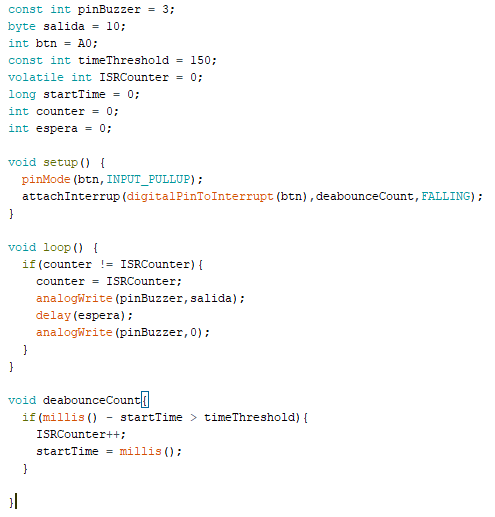 const int pinBuzzer = 3;
byte salida = 10;
int btn = A0;
const int timeThreshold = 150;
volatile int ISRCounter = 0;
long startTime = 0;
int counter = 0;
int espera = 0;

void setup() {
  pinMode(btn,INPUT_PULLUP);
  attachInterrup(digitalPinToInterrupt(btn),deabounceCount,FALLING);
}

void loop() {
  if(counter != ISRCounter){
    counter = ISRCounter;
    analogWrite(pinBuzzer,salida);
    delay(espera);
    analogWrite(pinBuzzer,0);
  }
}

void deabounceCount{
  if(millis() - startTime > timeThreshold){
    ISRCounter++;
    startTime = millis();
  }

}